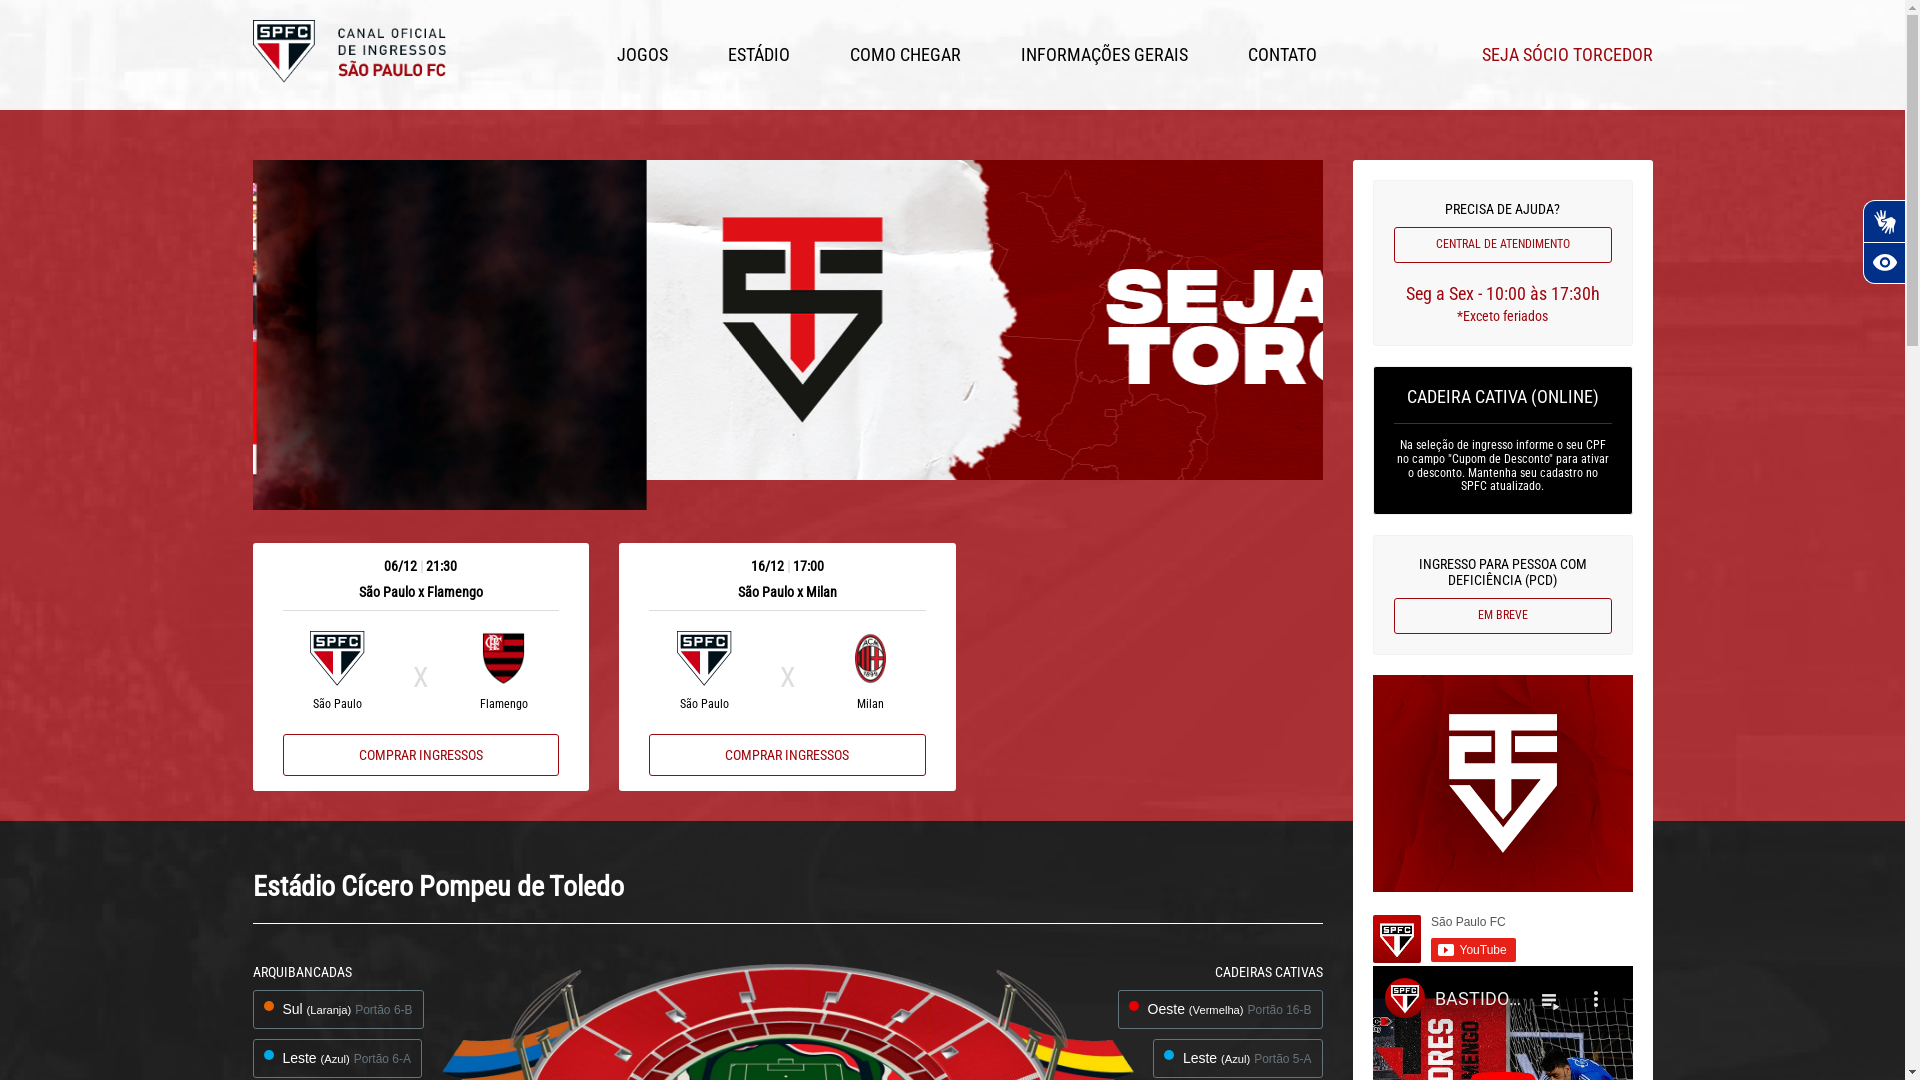 SPFC
CANAL OFICIAL
DE INGRESSOS
SÃO PAULO FC
JOGOS
ESTÁDIO
COMO CHEGAR
INFORMAÇÕES GERAIS
CONTATO
SEJA SÓCIO TORCEDOR
SEJA
TORC
06/12 | 21:30
São Paulo x Flamengo
SPFC
X
São Paulo
Flamengo
COMPRAR INGRESSOS
16/12 | 17:00
São Paulo x Milan
SPFC
X
São Paulo
Milan
COMPRAR INGRESSOS
PRECISA DE AJUDA?
CENTRAL DE ATENDIMENTO
Seg a Sex - 10:00 às 17:30h
*Exceto feriados
CADEIRA CATIVA (ONLINE)
Na seleção de ingresso informe o seu CPF
no campo "Cupom de Desconto" para ativar
o desconto. Mantenha seu cadastro no
SPFC atualizado.
INGRESSO PARA PESSOA COM
DEFICIÊNCIA (PCD)
EM BREVE
SPFC
São Paulo FC
YouTube
SPFC
BASTIDO...
Estádio Cícero Pompeu de Toledo
ARQUIBANCADAS
Sul (Laranja) Portão 6-B
Leste (Azul) Portão 6-A
CADEIRAS CATIVAS
Oeste (Vermelha) Portão 16-B
Leste (Azul) Portão 5-A